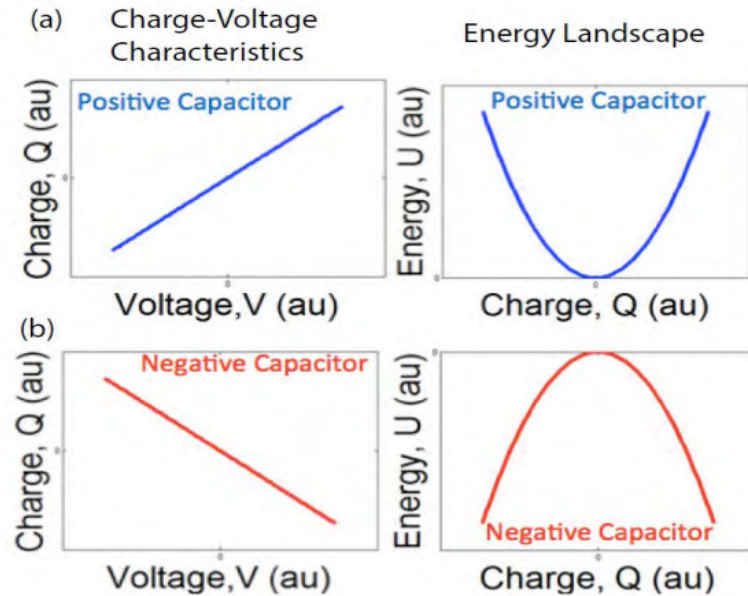 (a)
Charge-Voltage
Characteristics
Energy Landscape
Positive Capacitor
Charge, Q (au)
0
0
Voltage,V (au)
Positive Capacitor
Energy, U (au)
0
0
Charge, Q (au)
(b)
Negative Capacitor
Charge, Q (au)
0
0
Voltage,V (au)
Energy, U (au)
0
Negative Capacitor
0
Charge, Q (au)